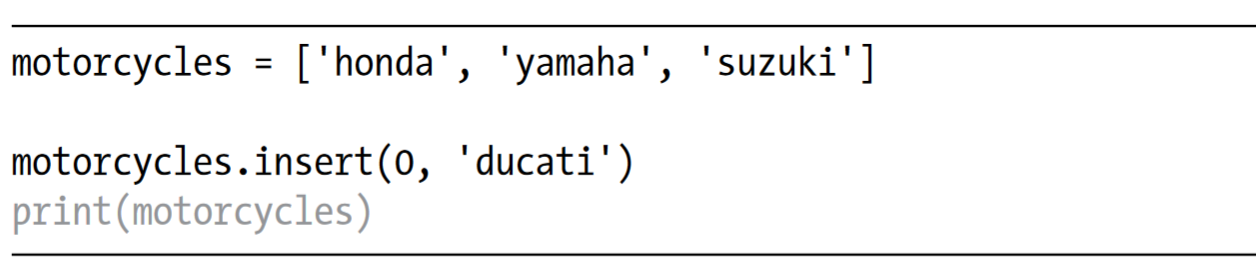 motorcycles = ['honda', 'yamaha', 'suzuki']
motorcycles.insert(0, 'ducati')
print(motorcycles)